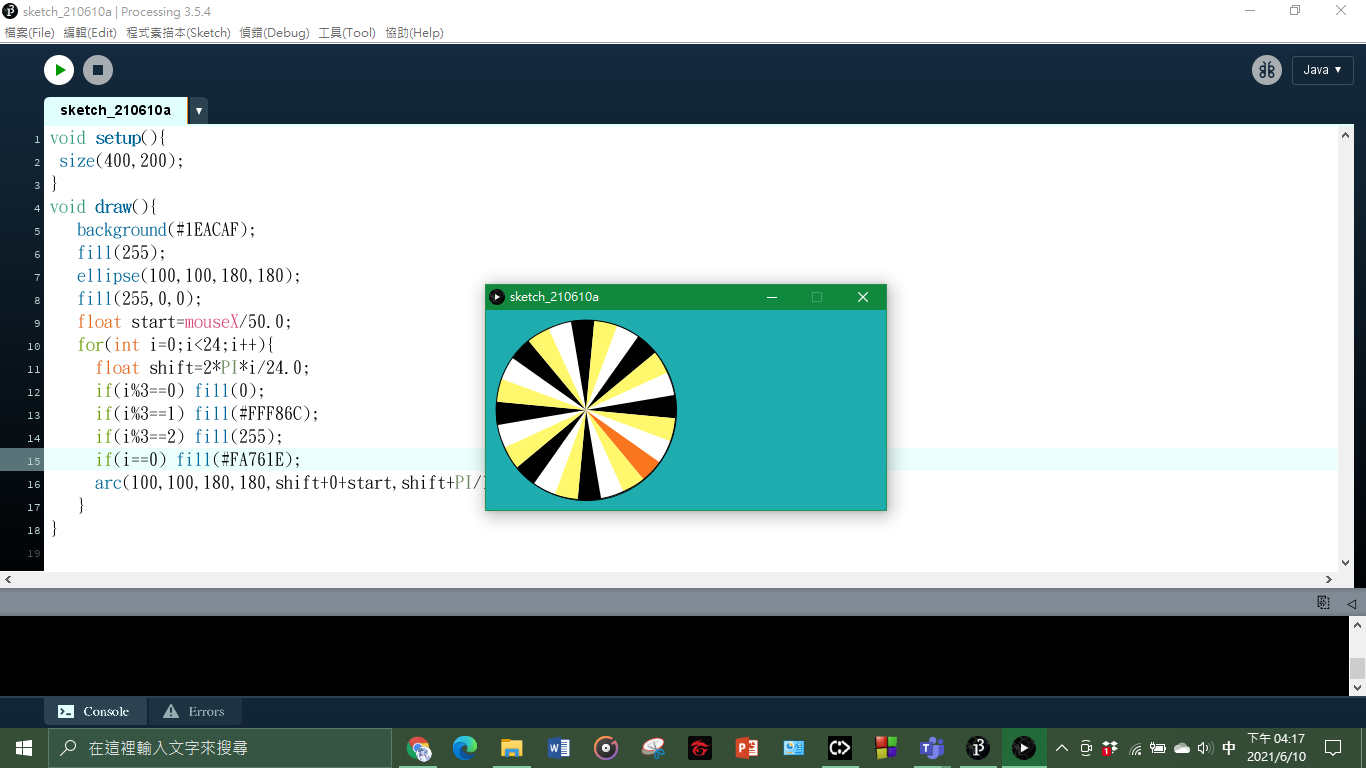 sketch_210610a | Processing 3.5.4
檔案(File) 編輯(Edit) 程式素描本(Sketch) 偵錯(Debug) 工具(Tool) 協助(Help)
Java
sketch_210610a
1 void setup(){
2 size(400,200);
3 }
4 void draw(){
5 background(#1EACAF);
6 fill(255);
7 ellipse(100,100,180,180);
8 fill(255,0,0);
9 float start=mouseX/50.0;
10 for(int i=0;i<24;i++){
11 float shift=2*PI*i/24.0;
12 if(i%3==0) fill(0);
13 if(i%3==1) fill(#FFF86C);
14 if(i%3==2) fill(255);
15 if(i==0) fill(#FA761E);
16 arc(100,100,180,180,shift+0+start,shift+PI/
17 }
18 }
19
sketch_210610a
Console
Errors
在這裡輸入文字來搜尋
中
下午 04:17
2021/6/10